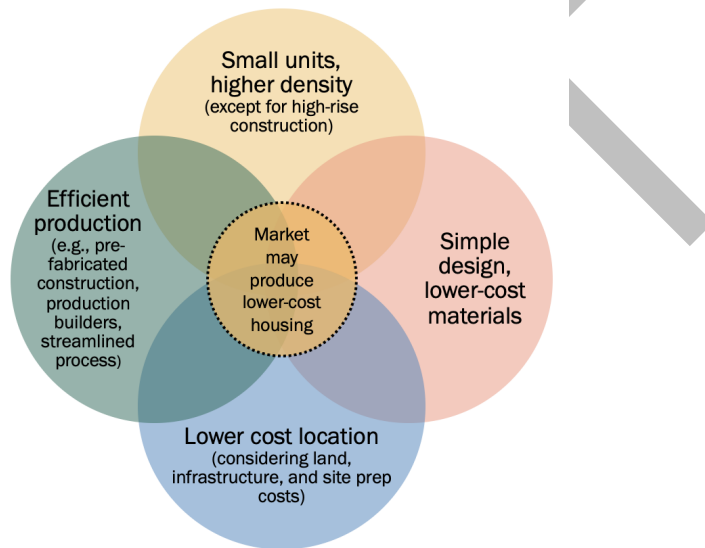 Small units,
higher density
(except for high-rise
construction)
Efficient
production
(e.g., pre-
fabricated
construction,
production
builders,
streamlined
process)
Market
may
produce
lower-cost
housing
Simple
design,
lower-cost
materials
Lower cost location
(considering land,
infrastructure, and site prep
costs)